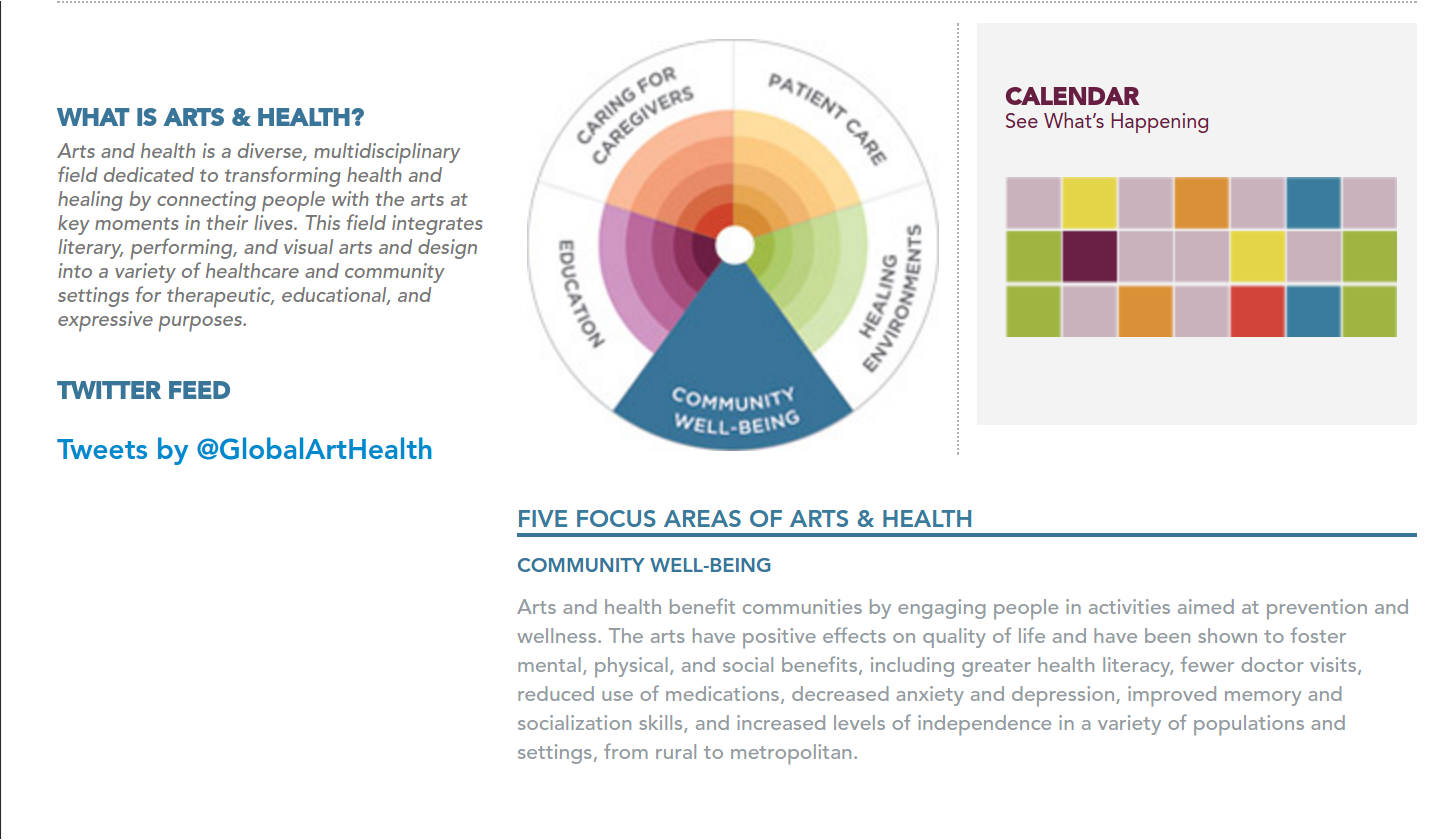 WHAT IS ARTS & HEALTH?
Arts and health is a diverse, multidisciplinary
field dedicated to transforming health and
healing by connecting people with the arts at
key moments in their lives. This field integrates
literary, performing, and visual arts and design
into a variety of healthcare and community
settings for therapeutic, educational, and
expressive purposes.
TWITTER FEED
Tweets by @GlobalArtHealth
CARING FOR
CAREGIVERS
PATIENT CARE
EDUCATION
HEALING
ENVIRONMENTS
COMMUNITY
WELL-BEING
CALENDAR
See What's Happening
FIVE FOCUS AREAS OF ARTS & HEALTH
COMMUNITY WELL-BEING
Arts and health benefit communities by engaging people in activities aimed at prevention and
wellness. The arts have positive effects on quality of life and have been shown to foster
mental, physical, and social benefits, including greater health literacy, fewer doctor visits,
reduced use of medications, decreased anxiety and depression, improved memory and
socialization skills, and increased levels of independence in a variety of populations and
settings, from rural to metropolitan.